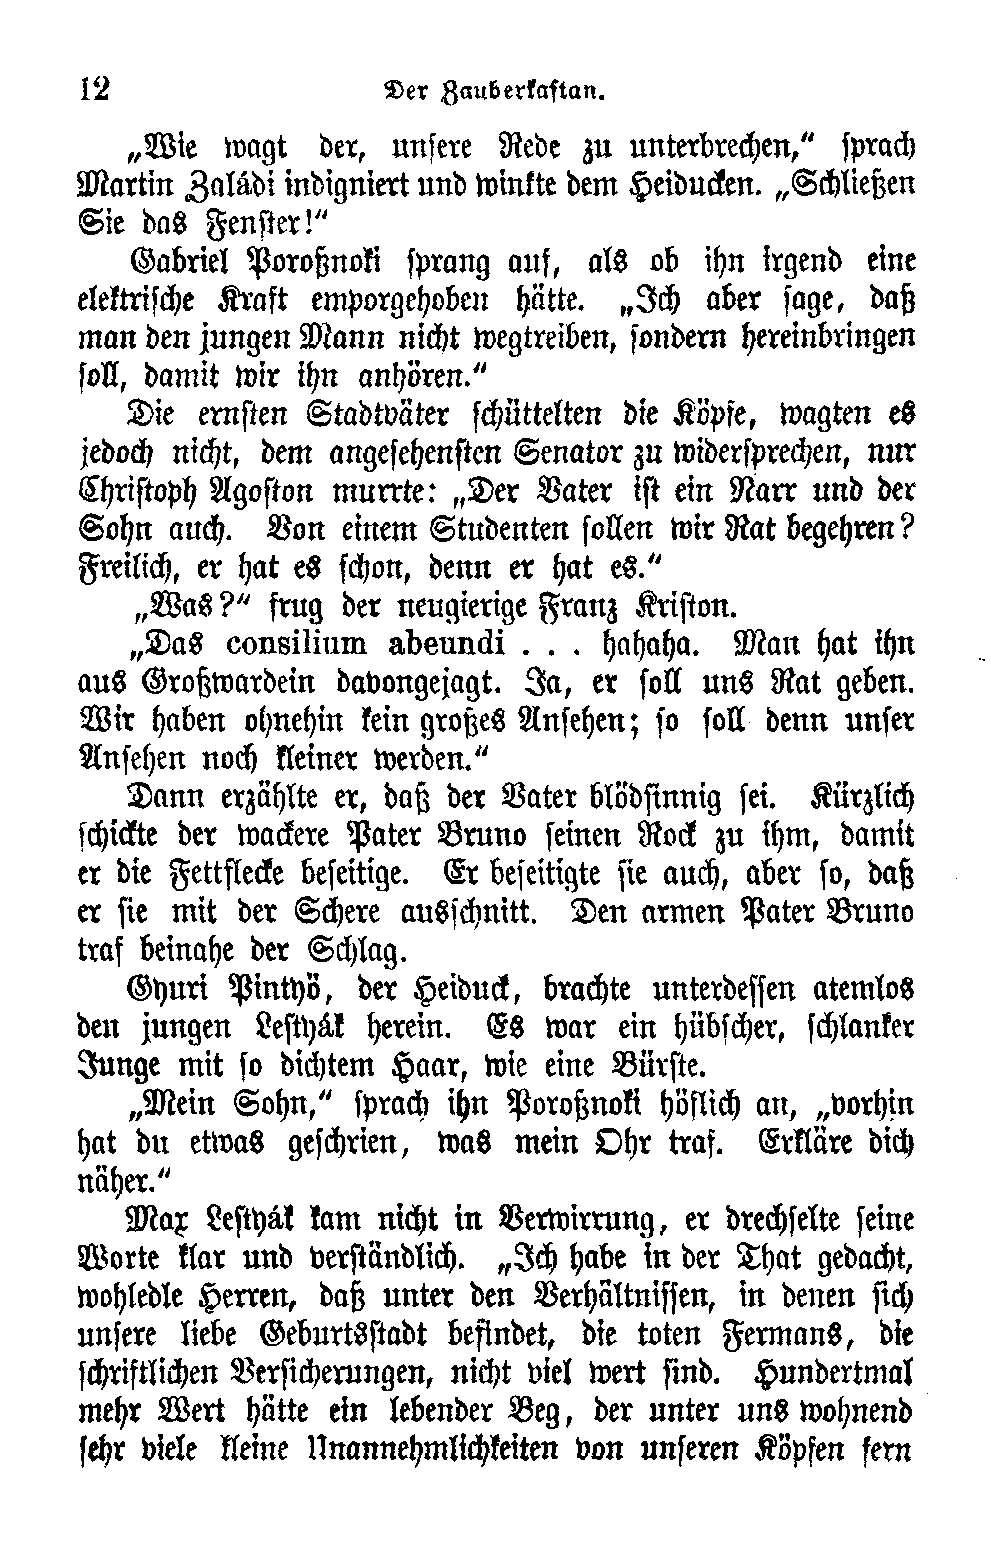 12 Der Zauberkaftan.
„Wie wagt der, unsere Rede zu unterbrechen,“ sprach
Martin Zaládi indigniert und winkte dem Heiducken. „Schließen
Sie das Fenster!“
Gabriel Poroßnoki sprang auf, als ob ihn irgend eine
elektrische Kraft emporgehoben hätte. „Ich aber sage, daß
man den jungen Mann nicht wegtreiben, sondern hereinbringen
soll, damit wir ihn anhören.“
Die ernsten Stadtväter schüttelten die Köpfe, wagten es
jedoch nicht, dem angesehensten Senator zu widersprechen, nur
Christoph Agoston murrte: „Der Vater ist ein Narr und der
Sohn auch. Von einem Studenten sollen wir Rat begehren?
Freilich, er hat es schon, denn er hat es.“
„Was?“ frug der neugierige Franz Kriston.
„Das consilium abeundi . . . hahaha. Man hat ihn
aus Großwardein davongejagt. Ja, er soll uns Rat geben.
Wir haben ohnehin kein großes Ansehen; so soll denn unser
Ansehen noch kleiner werden.“
Dann erzählte er, daß der Vater blödsinnig sei. Kürzlich
schickte der wackere Pater Bruno seinen Rock zu ihm, damit
er die Fettflecke beseitige. Er beseitigte sie auch, aber so, daß
er sie mit der Schere ausschnitt. Den armen Pater Bruno
traf beinahe der Schlag.
Gyuri Pintyö, der Heiduck, brachte unterdessen atemlos
den jungen Lestyák herein. Es war ein hübscher, schlanker
Junge mit so dichtem Haar, wie eine Bürste.
„Mein Sohn,“ sprach ihn Poroßnoki höflich an, „vorhin
hat du etwas geschrien, was mein Ohr traf. Erkläre dich
näher.“
Max Lestyák kam nicht in Verwirrung, er drechselte seine
Worte klar und verständlich. „Ich habe in der That gedacht,
wohledle Herren, daß unter den Verhältnissen, in denen sich
unsere liebe Geburtsstadt befindet, die toten Fermans, die
schriftlichen Versicherungen, nicht viel wert sind. Hundertmal
mehr Wert hätte ein lebender Beg, der unter uns wohnend
sehr viele kleine Unannehmlichkeiten von unseren Köpfen fern